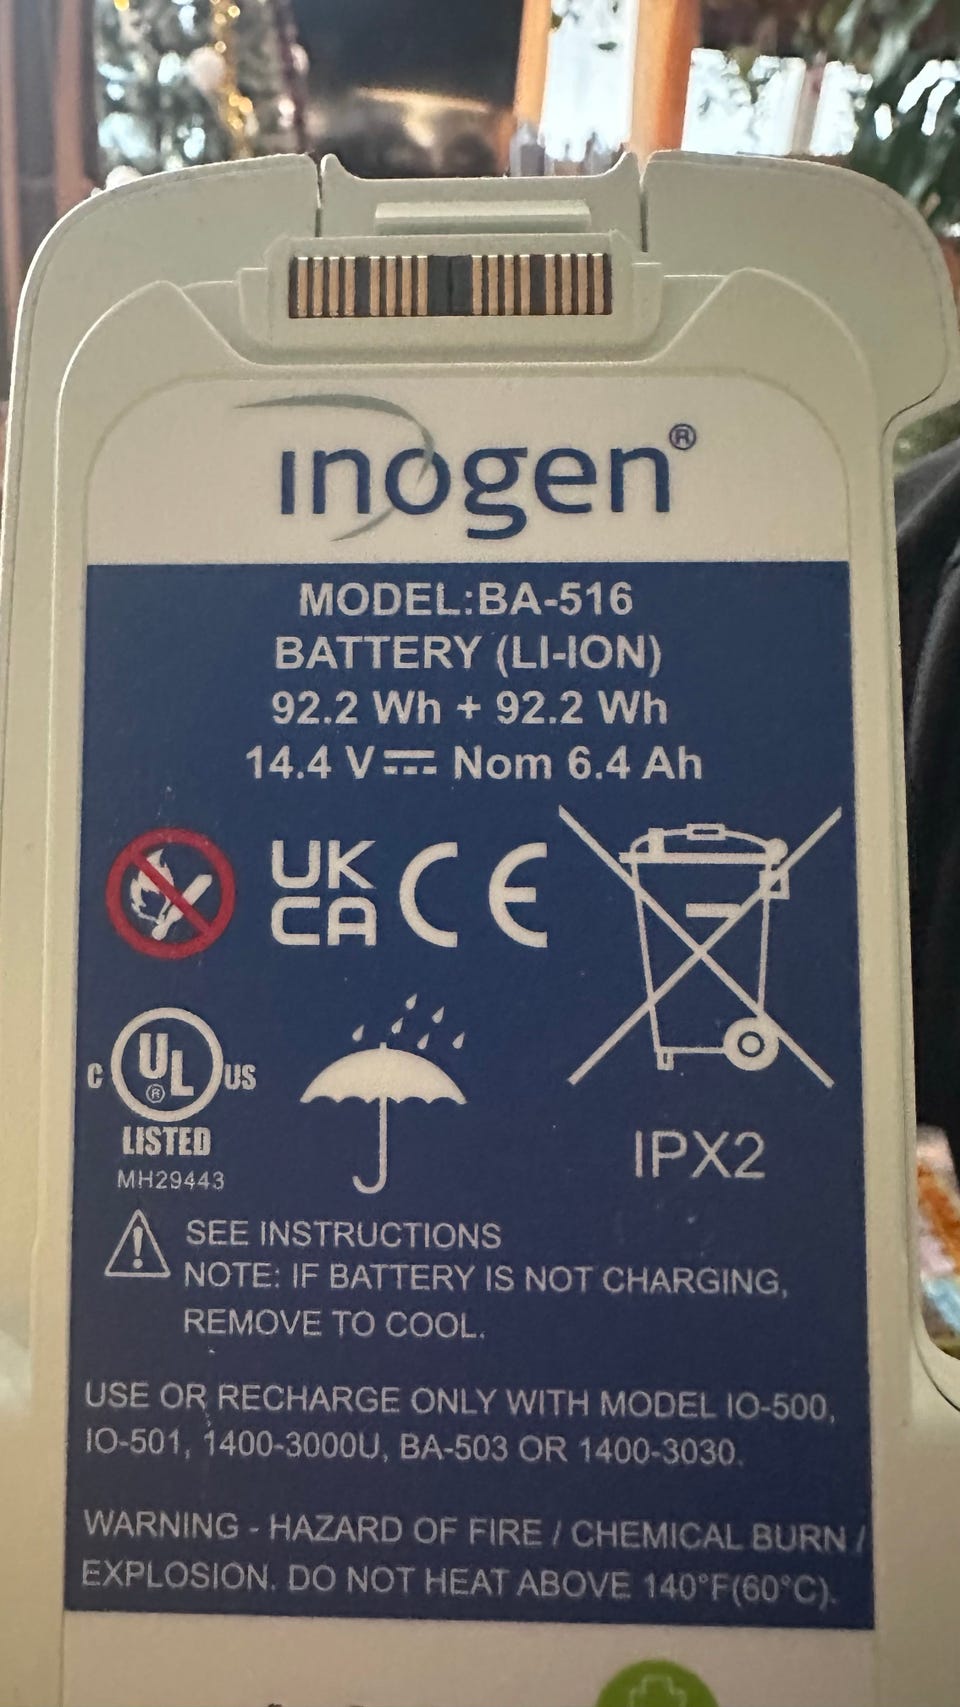 inogen®
MODEL:BA-516
BATTERY (LI-ION)
92.2 Wh + 92.2 Wh
14.4 V⎓ Nom 6.4 Ah
UK
CA CE
C UL® US
LISTED
MH29443
IPX2
SEE INSTRUCTIONS
NOTE: IF BATTERY IS NOT CHARGING,
REMOVE TO COOL.
USE OR RECHARGE ONLY WITH MODEL IO-500,
IO-501, 1400-3000U, BA-503 OR 1400-3030.
WARNING - HAZARD OF FIRE / CHEMICAL BURN /
EXPLOSION. DO NOT HEAT ABOVE 140°F(60°C).